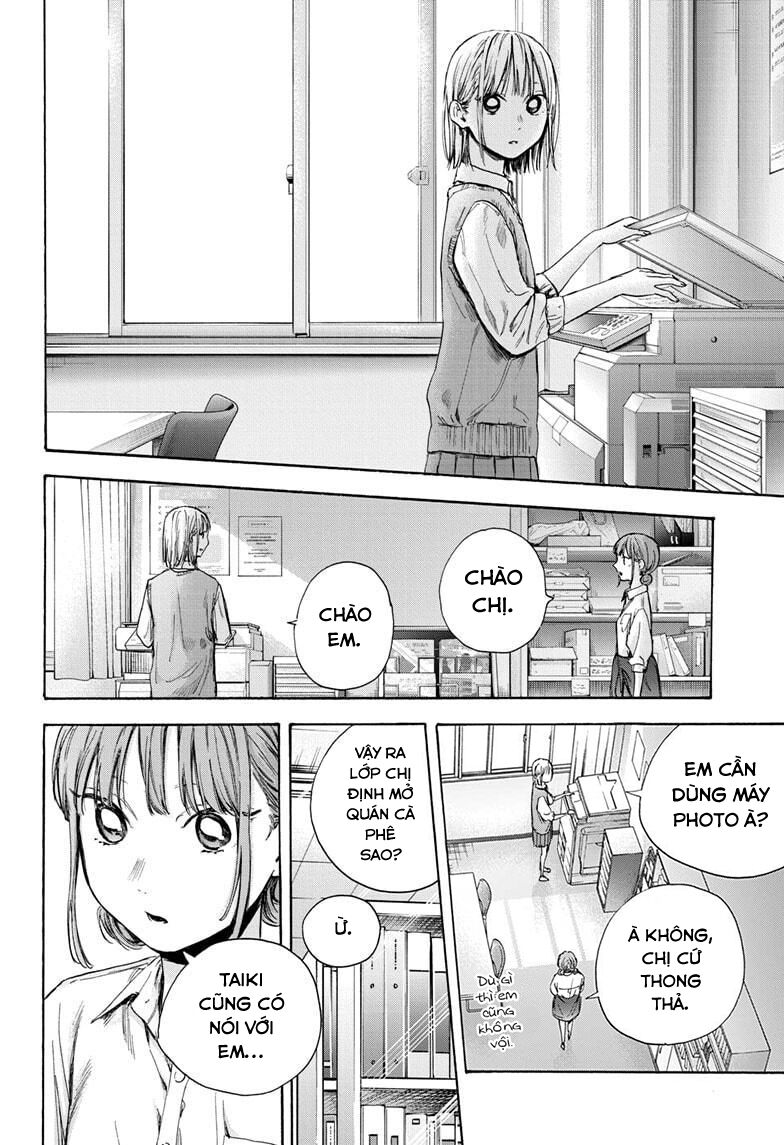 CHÀO
CHỊ.
CHÀO
EM.
EM CẦN
DÙNG MÁY
PHOTO À?
À KHÔNG,
CHỊ CỨ
THONG
THẢ.
Dù gì
thì em
cũng
không
vội.
VẬY RA
LỚP CHỊ
ĐỊNH MỞ
QUÁN CÀ
PHÊ
SAO?
Ừ.
TAIKI
CŨNG CÓ
NÓI VỚI
EM...